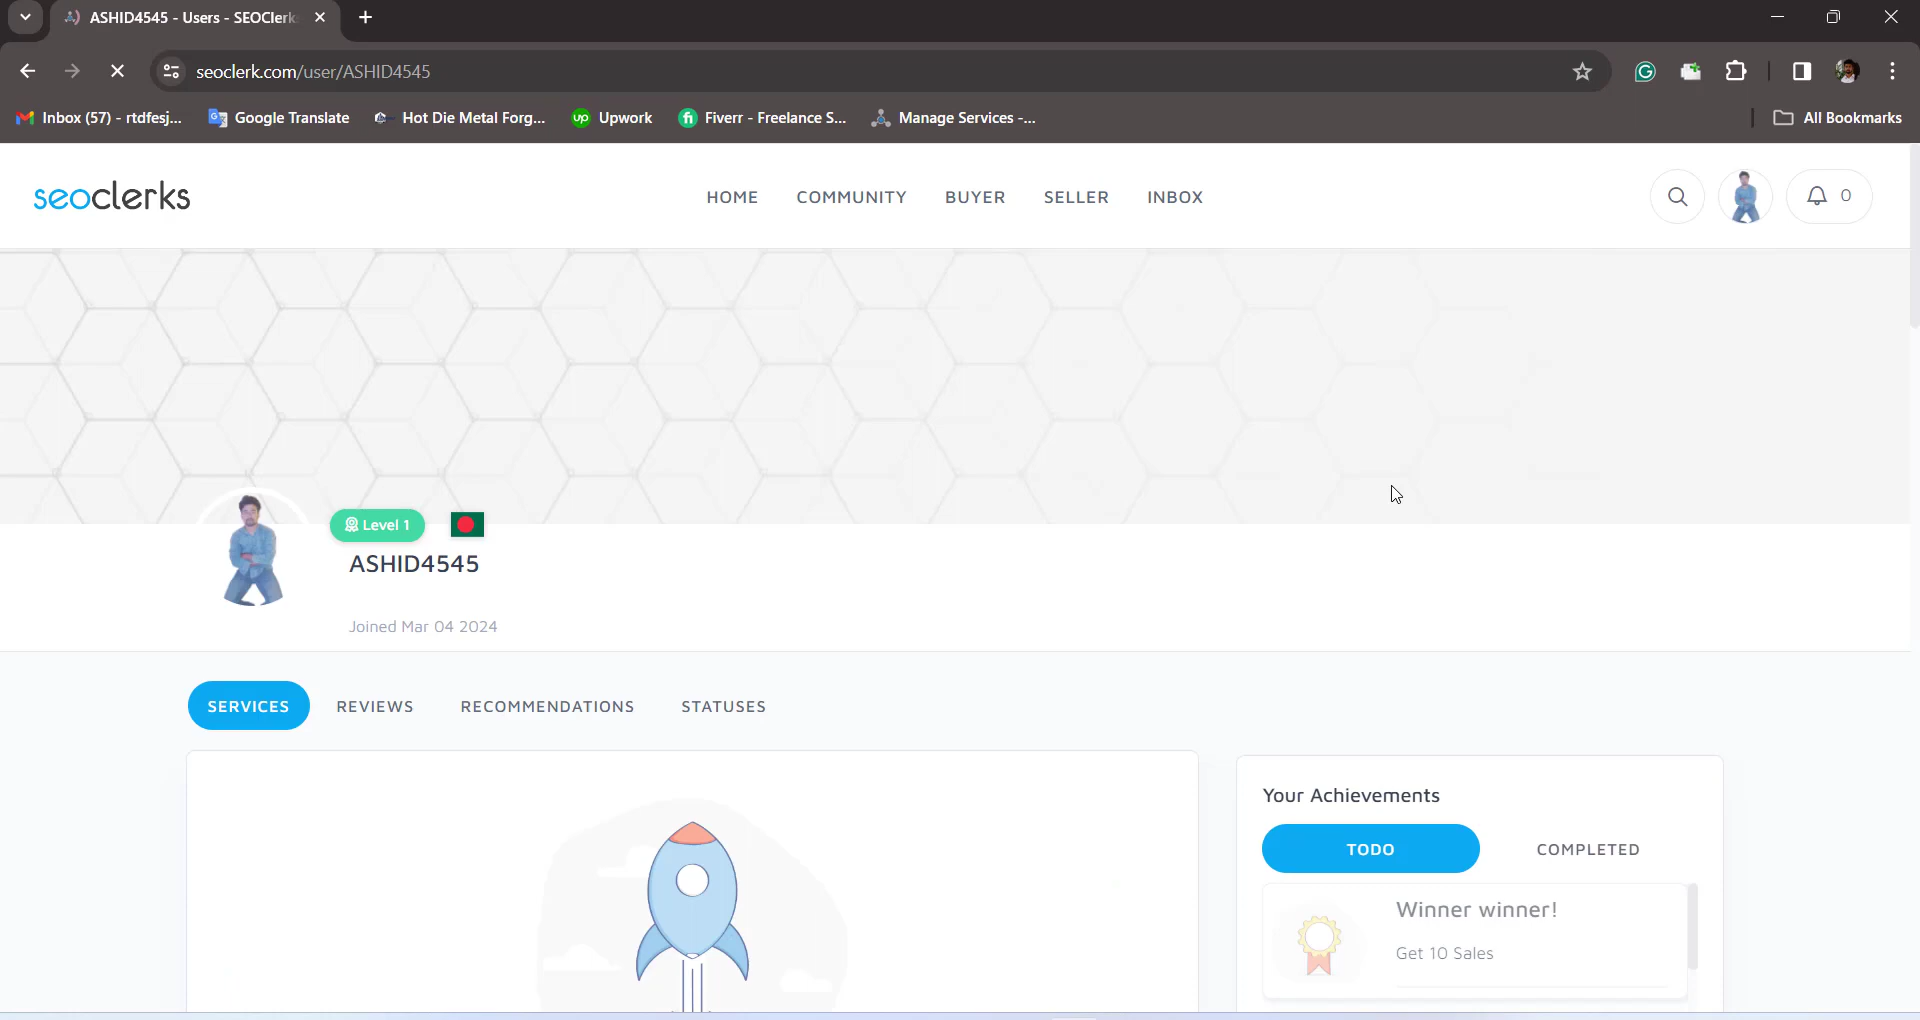 ASHID4545 - Users - SEOClerk
seoclerk.com/user/ASHID4545
Inbox (57) - rtdfesj...
Google Translate
Hot Die Metal Forg...
up Upwork
fi Fiverr - Freelance S...
Manage Services -...
All Bookmarks
seoclerks
HOME
COMMUNITY
BUYER
SELLER
INBOX
0
Level 1
ASHID4545
Joined Mar 04 2024
SERVICES
REVIEWS
RECOMMENDATIONS
STATUSES
Your Achievements
TODO
COMPLETED
Winner winner!
Get 10 Sales